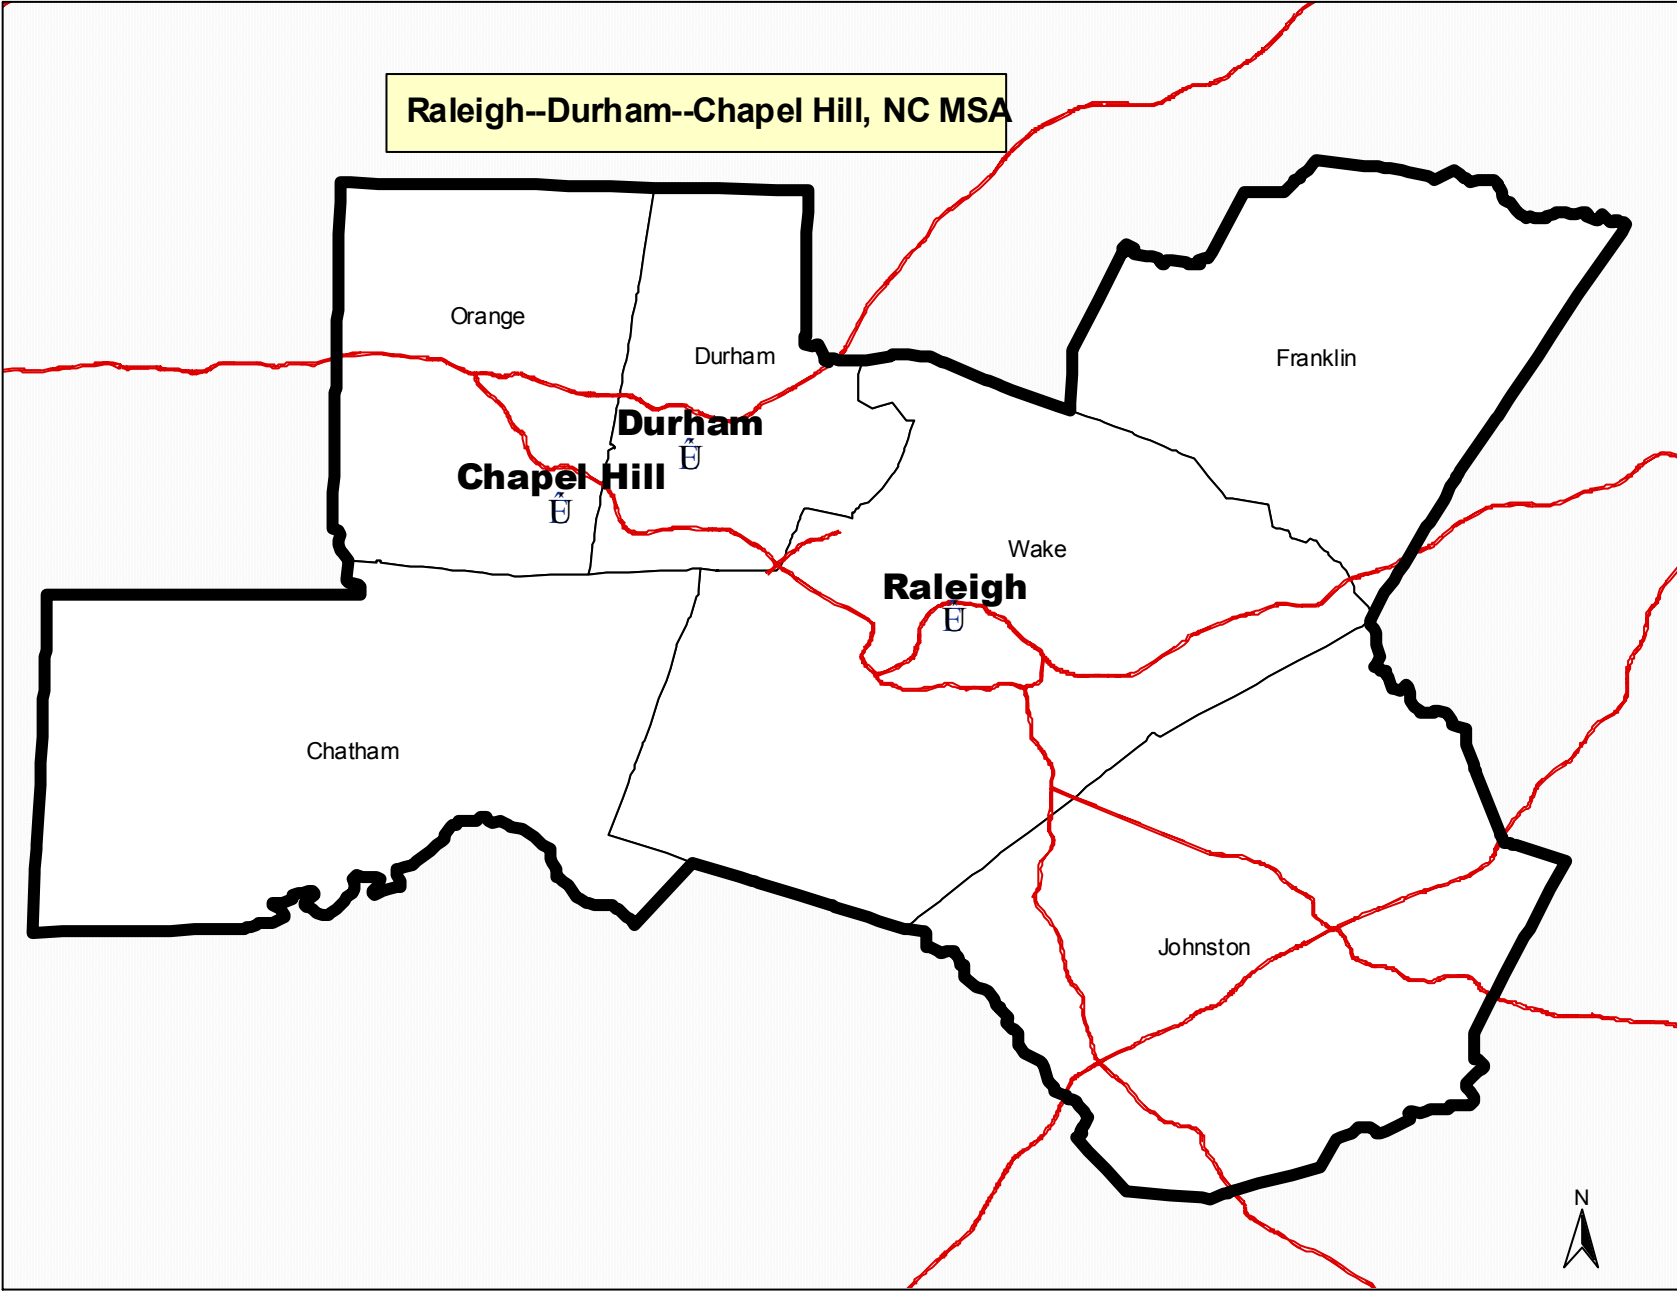 Raleigh--Durham--Chapel Hill, NC MSA
Orange
Durham
Franklin
Durham
Chapel Hill
Wake
Raleigh
Chatham
Johnston
N